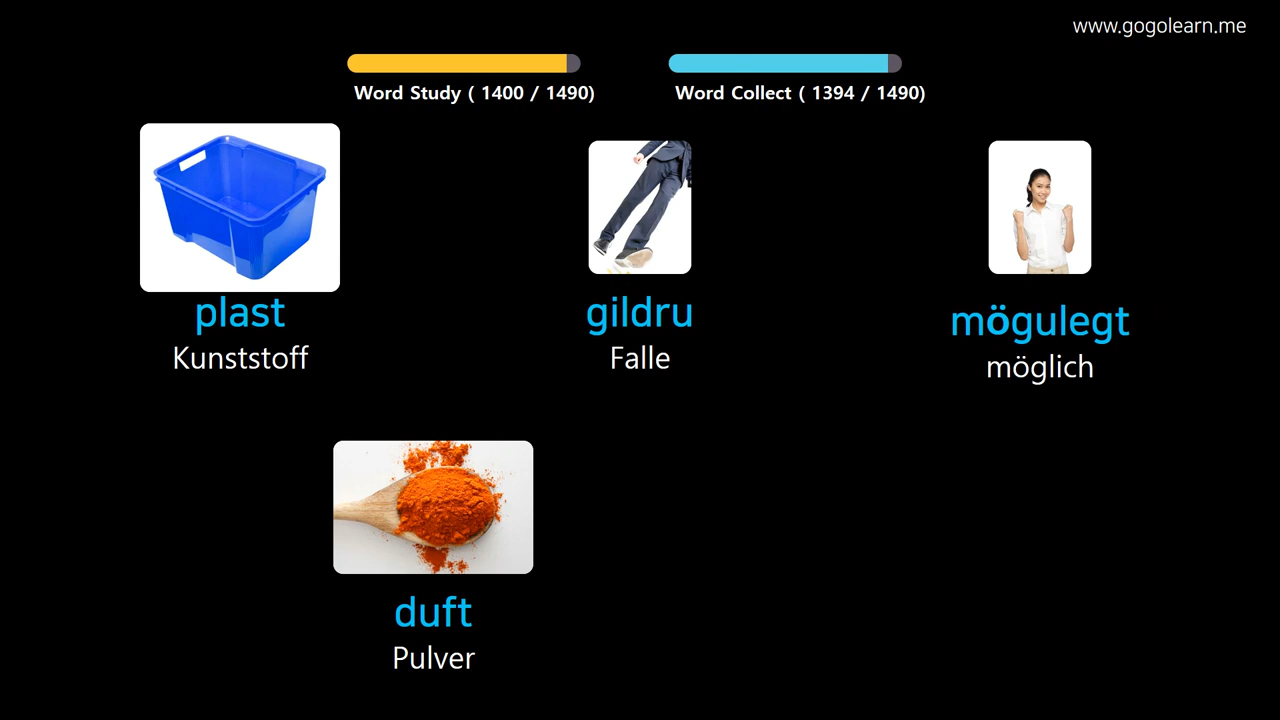 www.gogolearn.me
Word Study ( 1400 / 1490)
Word Collect ( 1394 / 1490)
plast
Kunststoff
gildru
Falle
mögulegt
möglich
duft
Pulver